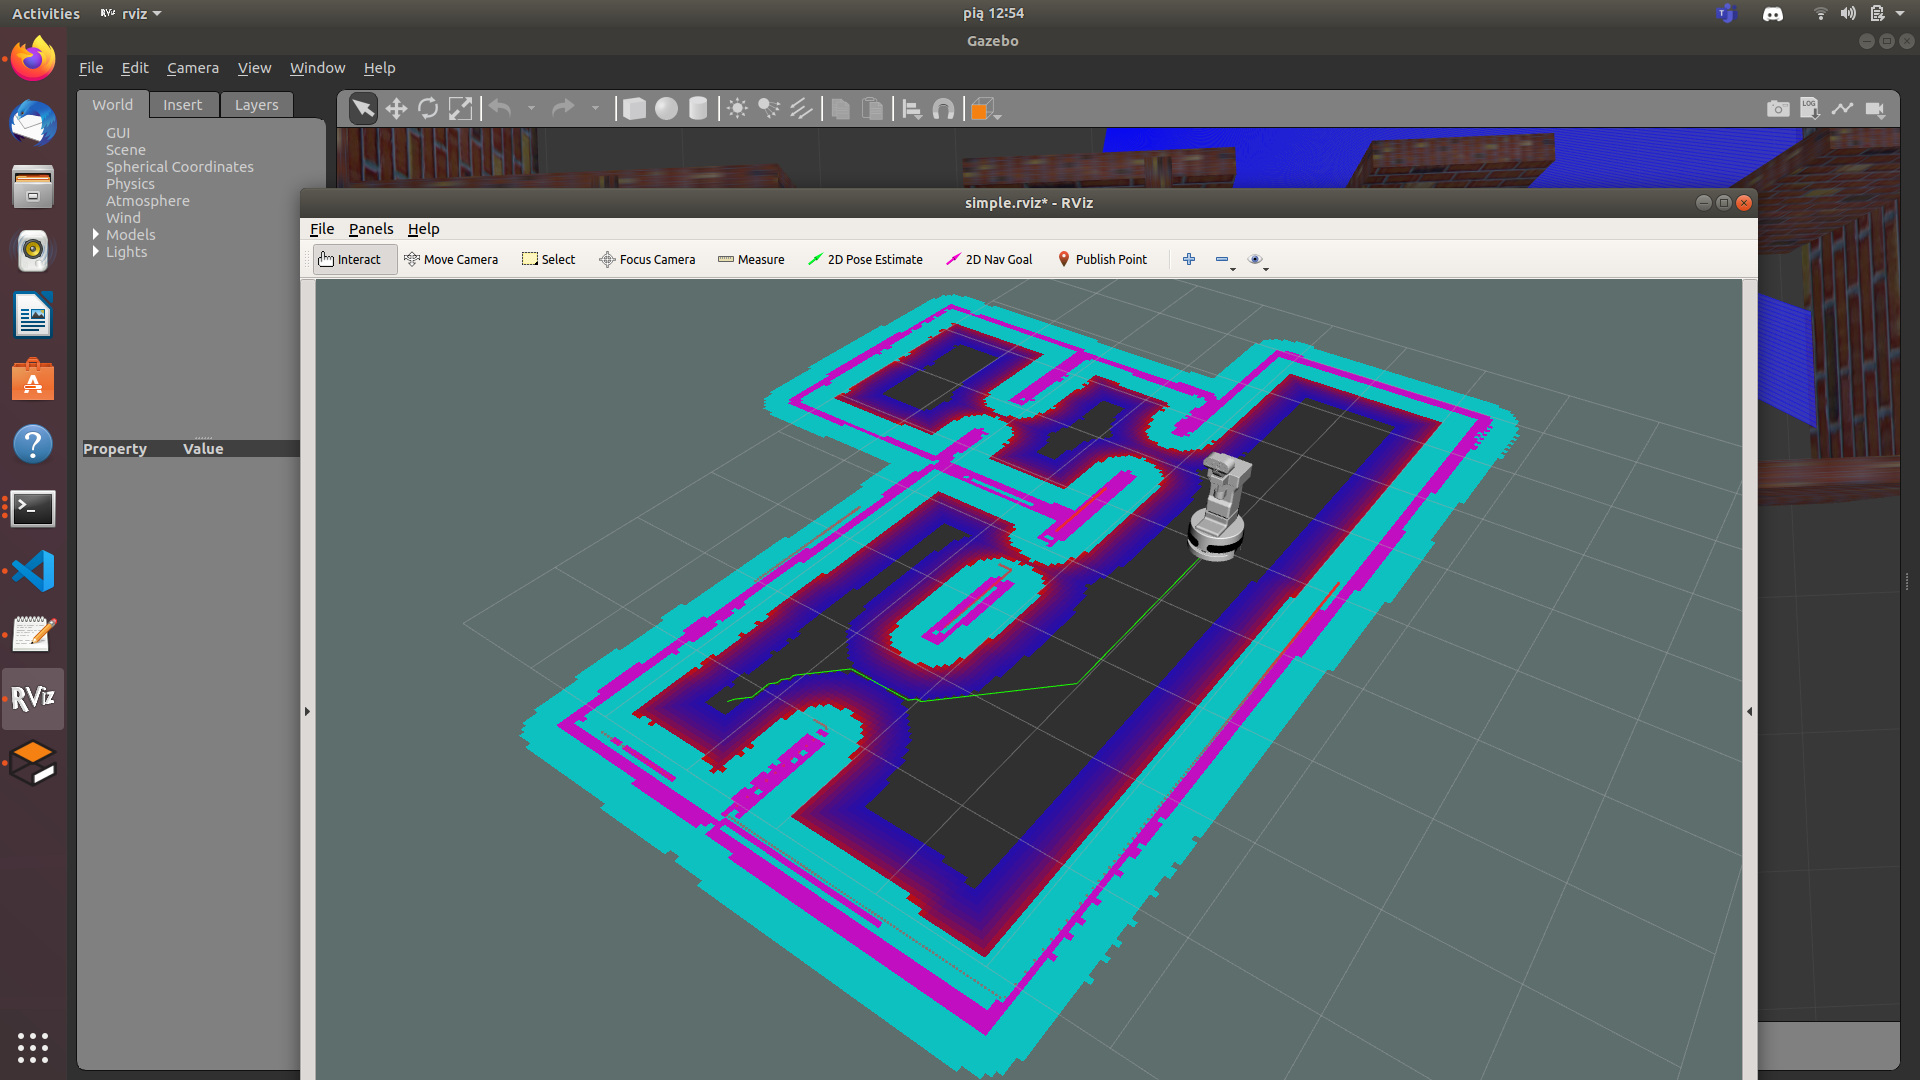 Activities rviz pią 12:54
Gazebo
File Edit Camera View Window Help
World Insert Layers
LOG
GUI
Scene
Spherical Coordinates
Physics
Atmosphere
Wind
Models
Lights
Property Value
simple.rviz* - RViz
File Panels Help
Interact Move Camera Select Focus Camera Measure 2D Pose Estimate 2D Nav Goal Publish Point
RViz